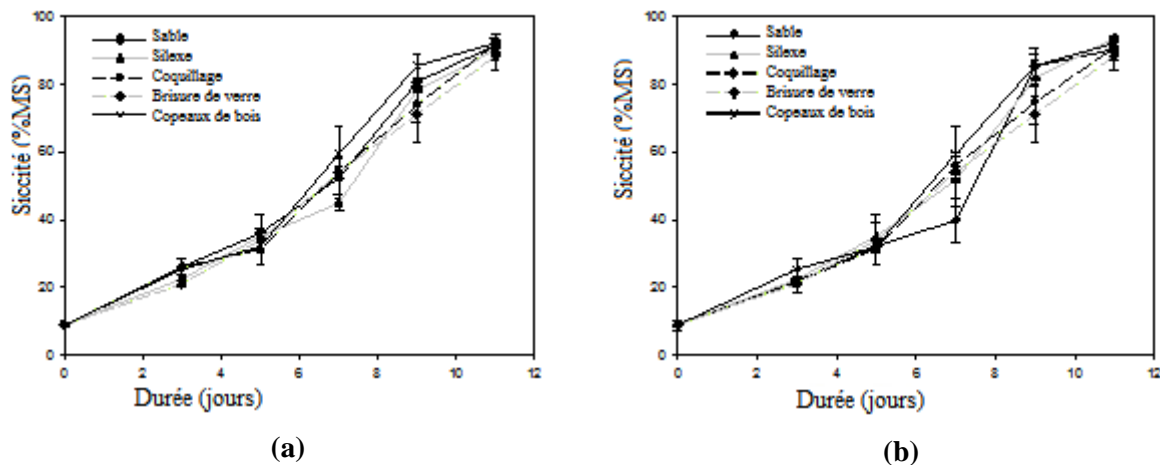 100
80
60
40
20
0
Siccité (%MS)
Sable
Silexe
Coquillage
Brisure de verre
Copeaux de bois
0 2 4 6 8 10 12
Durée (jours)
(a)
100
80
60
40
20
0
Siccité (%MS)
Sable
Silexe
Coquillage
Brisure de verre
Copeaux de bois
0 2 4 6 8 10 12
Durée (jours)
(b)